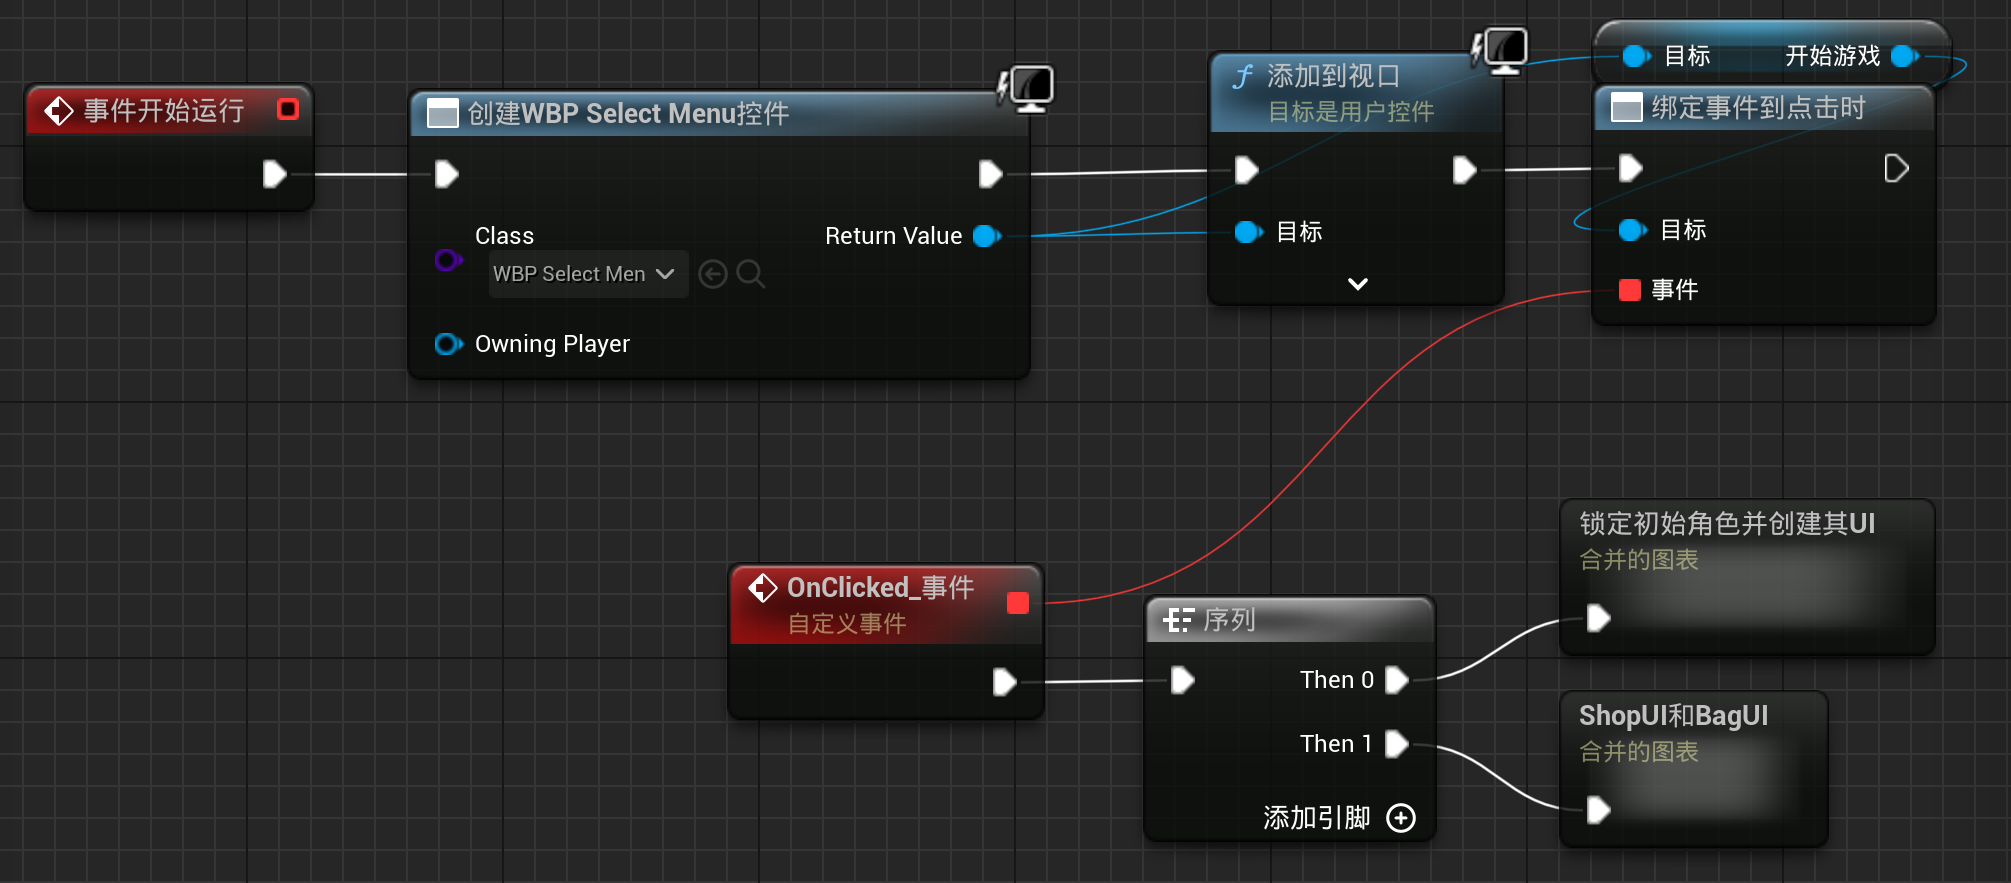 事件开始运行
创建WBP Select Menu控件
Class
WBP Select Men
Return Value
Owning Player
添加到视口
目标是用户控件
目标
目标
开始游戏
绑定事件到点击时
目标
事件
OnClicked_事件
自定义事件
序列
Then 0
Then 1
添加引脚
锁定初始角色并创建其UI
合并的图表
ShopUI和BagUI
合并的图表